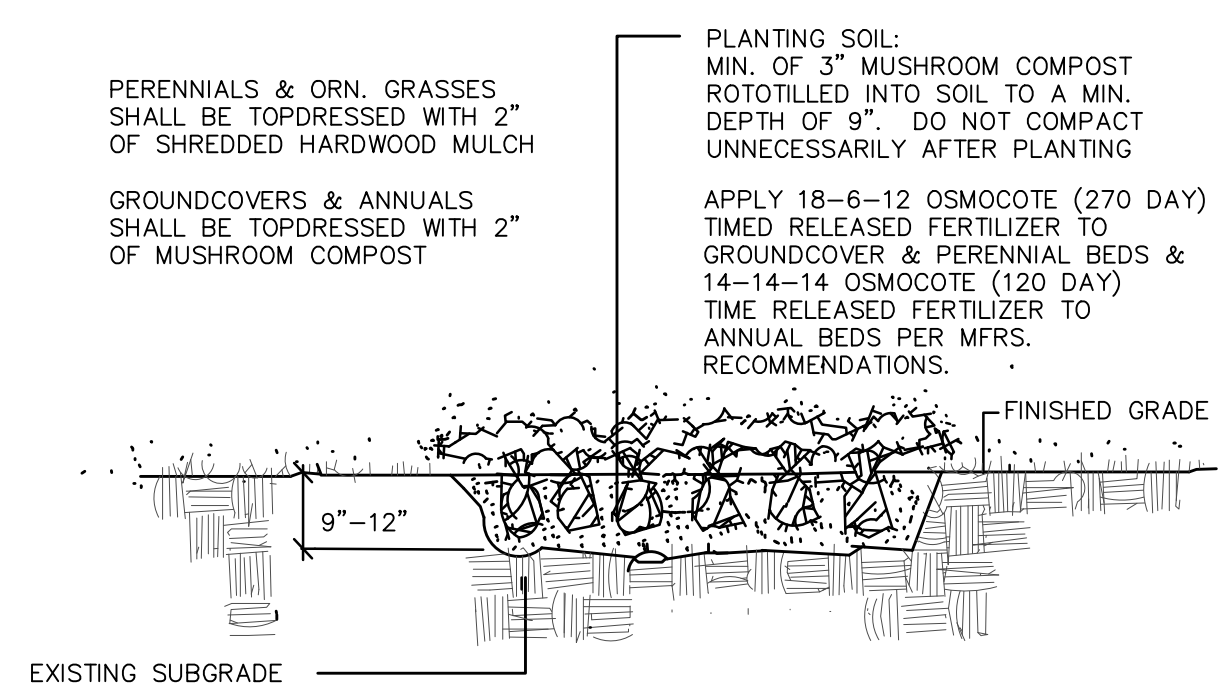 PERENNIALS & ORN. GRASSES
SHALL BE TOPDRESSED WITH 2"
OF SHREDDED HARDWOOD MULCH
GROUNDCOVERS & ANNUALS
SHALL BE TOPDRESSED WITH 2"
OF MUSHROOM COMPOST
PLANTING SOIL:
MIN. OF 3" MUSHROOM COMPOST
ROTOTILLED INTO SOIL TO A MIN.
DEPTH OF 9". DO NOT COMPACT
UNNECESSARILY AFTER PLANTING
APPLY 18-6-12 OSMOCOTE (270 DAY)
TIMED RELEASED FERTILIZER TO
GROUNDCOVER & PERENNIAL BEDS &
14-14-14 OSMOCOTE (120 DAY)
TIME RELEASED FERTILIZER TO
ANNUAL BEDS PER MFRS.
RECOMMENDATIONS.
FINISHED GRADE
9"-12"
EXISTING SUBGRADE